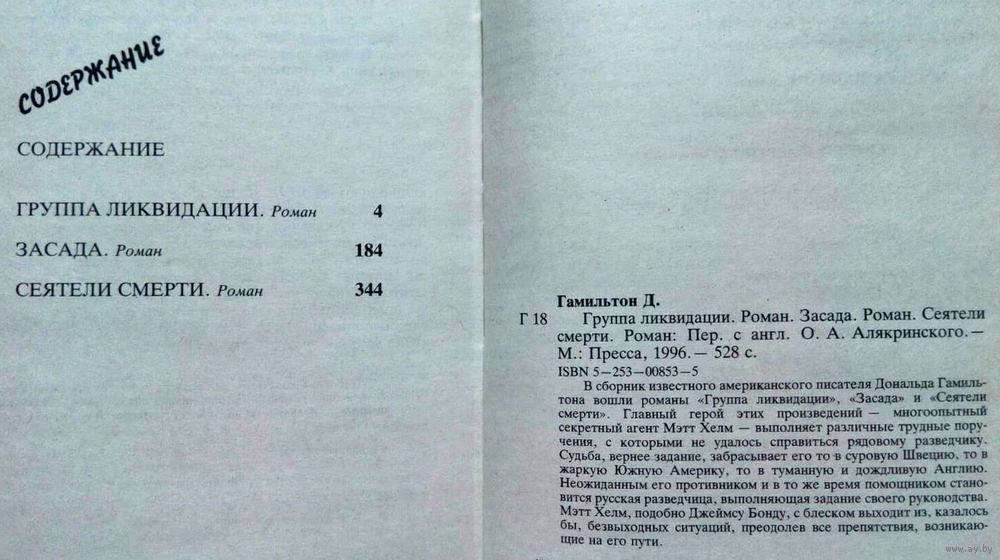 СОДЕРЖАНИЕ
СОДЕРЖАНИЕ
ГРУППА ЛИКВИДАЦИИ. Роман 4
ЗАСАДА. Роман 184
СЕЯТЕЛИ СМЕРТИ. Роман 344
Гамильтон Д.
Г 18 Группа ликвидации. Роман. Засада. Роман. Сеятели
смерти. Роман: Пер. с англ. О. А. Алякринского.—
М.: Пресса, 1996.— 528 с.
ISBN 5—253—00853—5
В сборник известного американского писателя Дональда Гамиль-
тона вошли романы «Группа ликвидации», «Засада» и «Сеятели
смерти». Главный герой этих произведений — многоопытный
секретный агент Мэтт Хелм — выполняет различные трудные пору-
чения, с которыми не удалось справиться рядовому разведчику.
Судьба, вернее задание, забрасывает его то в суровую Швецию, то в
жаркую Южную Америку, то в туманную и дождливую Англию.
Неожиданным его противником и в то же время помощником стано-
вится русская разведчица, выполняющая задание своего руководства.
Мэтт Хелм, подобно Джеймсу Бонду, с блеском выходит из, казалось
бы, безвыходных ситуаций, преодолев все препятствия, возникаю-
щие на его пути.
www.ay.by